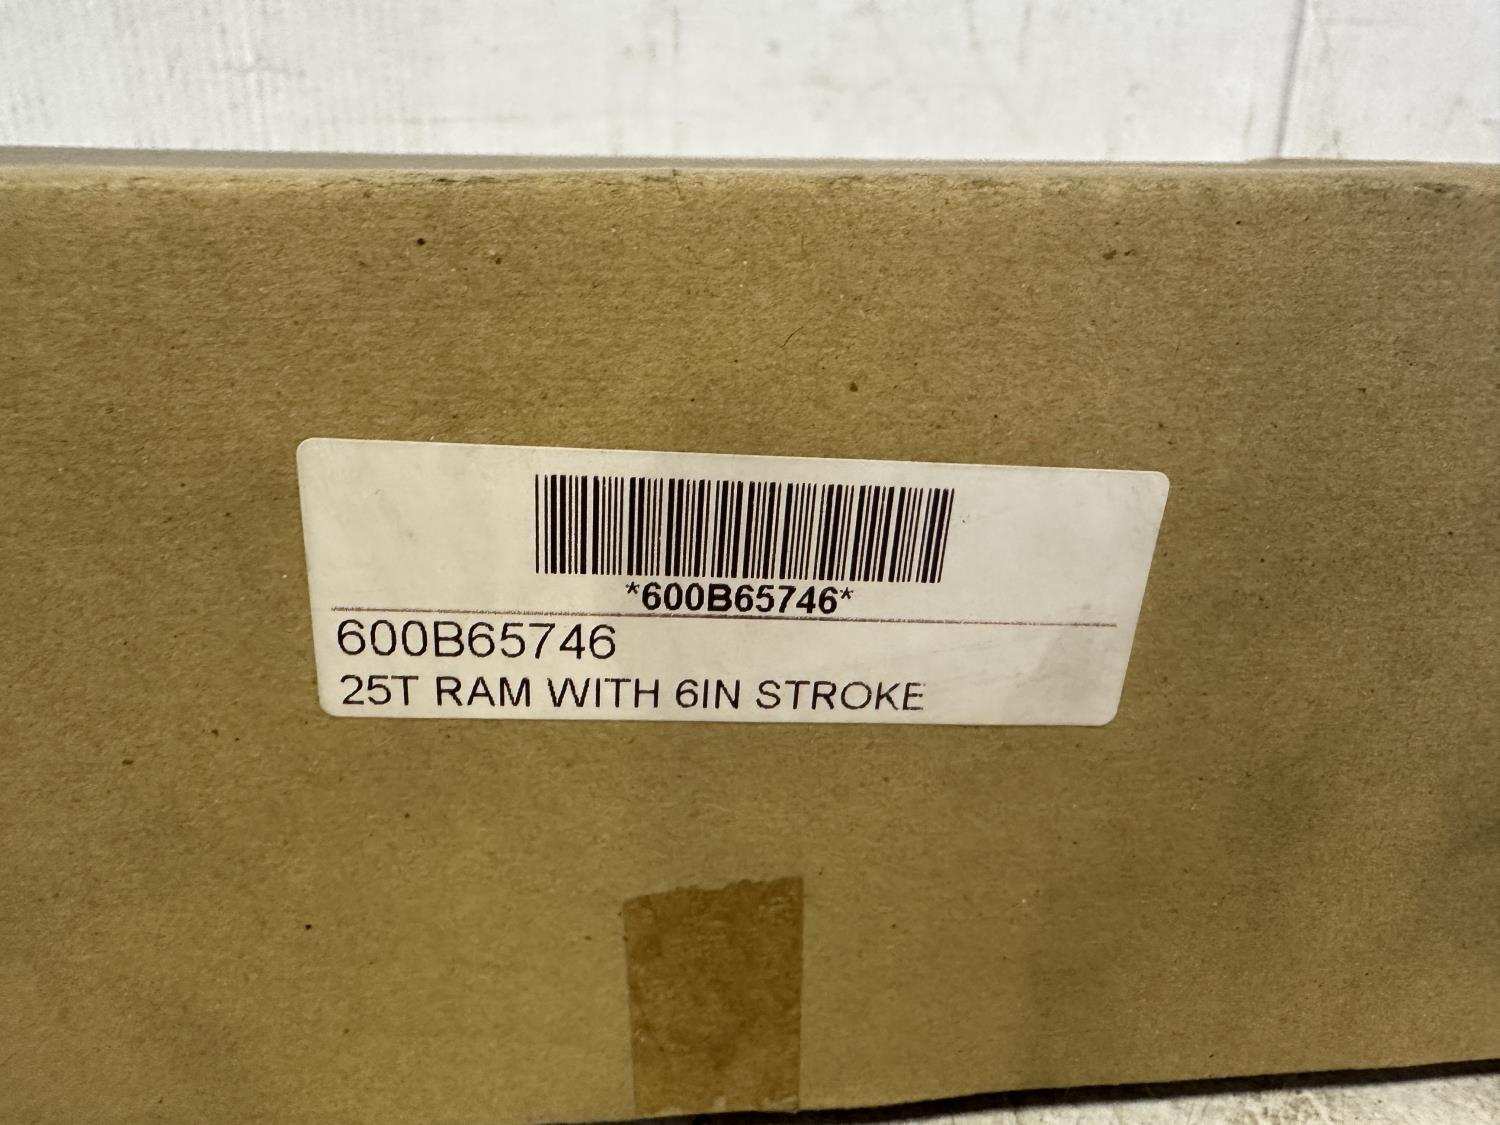 *600B65746*
600B65746
25T RAM WITH 6IN STROKE